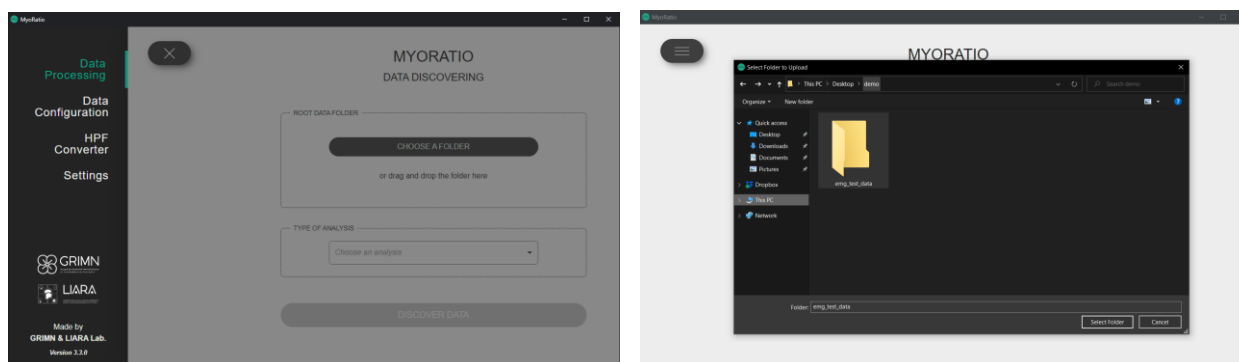 MyoRatio
Data
Processing
Data
Configuration
HPF
Converter
Settings
GRIMN
LIARA
Made by
GRIMN & LIARA Lab.
Version 3.3.0
MYORATIO
DATA DISCOVERING
ROOT DATA FOLDER
CHOOSE A FOLDER
or drag and drop the folder here
TYPE OF ANALYSIS
Choose an analysis
DISCOVER DATA
MyoRatio
MYORATIO
Select Folder to Upload
This PC > Desktop > demo
Search demo
Organize
New folder
Quick access
Desktop
Downloads
Documents
Pictures
Dropbox
This PC
Network
emg_test_data
Folder: emg_test_data
Select Folder
Cancel